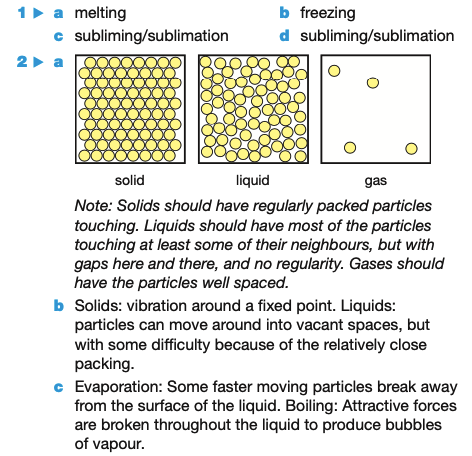 1 ▶ a melting b freezing
c subliming/sublimation d subliming/sublimation
2 ▶ a
solid liquid gas
Note: Solids should have regularly packed particles
touching. Liquids should have most of the particles
touching at least some of their neighbours, but with
gaps here and there, and no regularity. Gases should
have the particles well spaced.
b Solids: vibration around a fixed point. Liquids:
particles can move around into vacant spaces, but
with some difficulty because of the relatively close
packing.
c Evaporation: Some faster moving particles break away
from the surface of the liquid. Boiling: Attractive forces
are broken throughout the liquid to produce bubbles
of vapour.